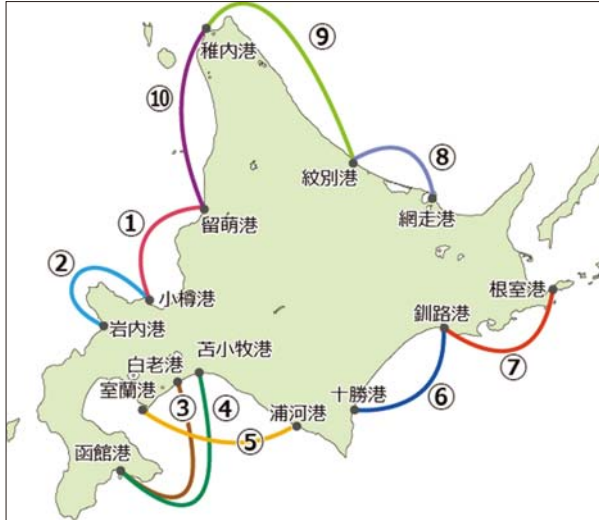 ⑨
稚内港
⑩
紋別港
⑧
網走港
留萌港
①
②
小樽港
岩内港
根室港
釧路港
苫小牧港
白老港
室蘭港
③
④
十勝港
⑥
⑦
浦河港
⑤
函館港